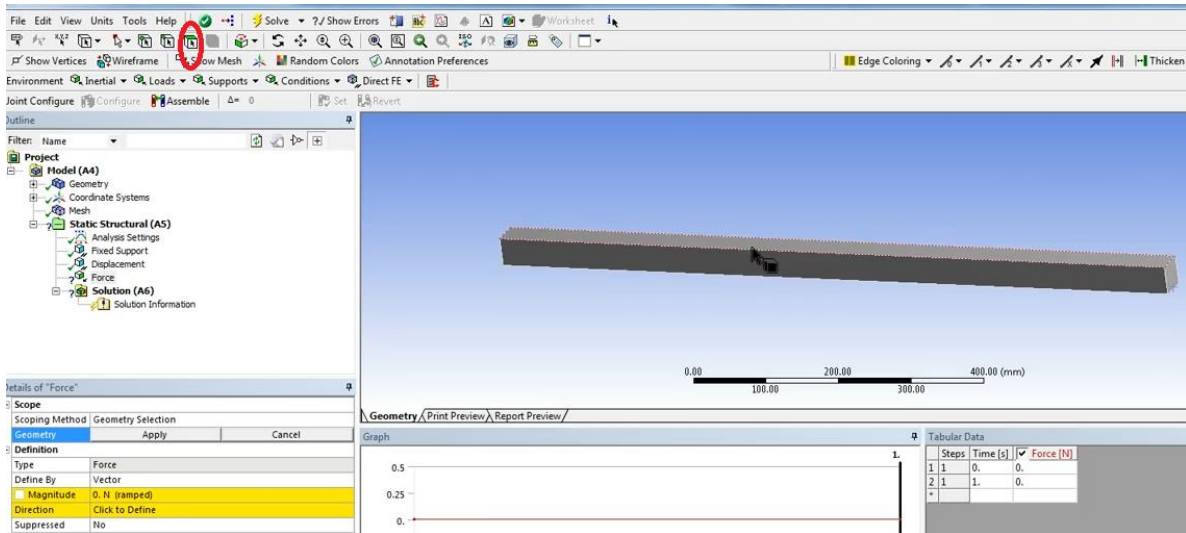 File Edit View Units Tools Help Solve ?/ Show Errors A Worksheet i
Show Vertices Wireframe Show Mesh Random Colors Annotation Preferences Edge Coloring Thicken
Environment Inertial Loads Supports Conditions Direct FE
Joint Configure Configure Assemble Δ= 0 Set Revert
Outline
Filter: Name
Project
Model (A4)
Geometry
Coordinate Systems
Mesh
Static Structural (A5)
Analysis Settings
Fixed Support
Displacement
Force
Solution (A6)
Solution Information
0.00 200.00 400.00 (mm)
100.00 300.00
Geometry Print Preview Report Preview
Details of "Force"
Scope
Scoping Method Geometry Selection
Geometry Apply Cancel
Definition
Type Force
Define By Vector
Magnitude 0. N (ramped)
Direction Click to Define
Suppressed No
Graph
1.
0.5
0.25
0.
Tabular Data
Steps Time [s] Force [N]
1 1 0. 0.
2 1 1. 0.
*